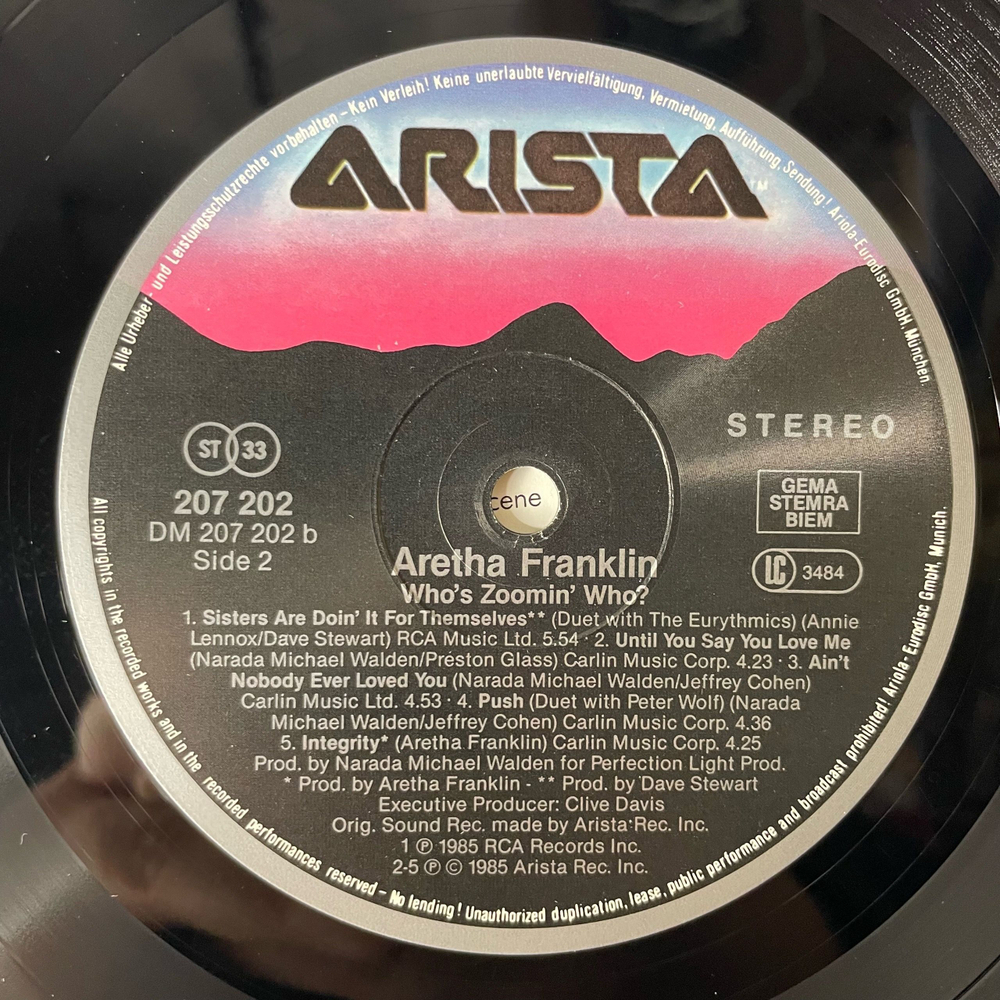 Alle Urheber- und Leistungsschutzrechte vorbehalten – Kein Verleih! Keine unerlaubte Vervielfältigung, Vermietung, Aufführung, Sendung! Ariola-Eurodisc GmbH, München.
ARISTA™
ST 33
STEREO
207 202
DM 207 202 b
Side 2
GEMA
STEMRA
BIEM
LC 3484
cene
Aretha Franklin
Who's Zoomin' Who?
1. Sisters Are Doin' It For Themselves** (Duet with The Eurythmics) (Annie
Lennox/Dave Stewart) RCA Music Ltd. 5.54 · 2. Until You Say You Love Me
(Narada Michael Walden/Preston Glass) Carlin Music Corp. 4.23 · 3. Ain't
Nobody Ever Loved You (Narada Michael Walden/Jeffrey Cohen)
Carlin Music Ltd. 4.53 · 4. Push (Duet with Peter Wolf) (Narada
Michael Walden/Jeffrey Cohen) Carlin Music Corp. 4.36
5. Integrity* (Aretha Franklin) Carlin Music Corp. 4.25
Prod. by Narada Michael Walden for Perfection Light Prod.
* Prod. by Aretha Franklin - ** Prod. by Dave Stewart
Executive Producer: Clive Davis
Orig. Sound Rec. made by Arista Rec. Inc.
1 ℗ 1985 RCA Records Inc.
2-5 ℗ © 1985 Arista Rec. Inc.
All copyrights in the recorded works and in the recorded performances reserved – No lending! Unauthorized duplication, lease, public performance and broadcast prohibited! Ariola-Eurodisc GmbH, Munich.